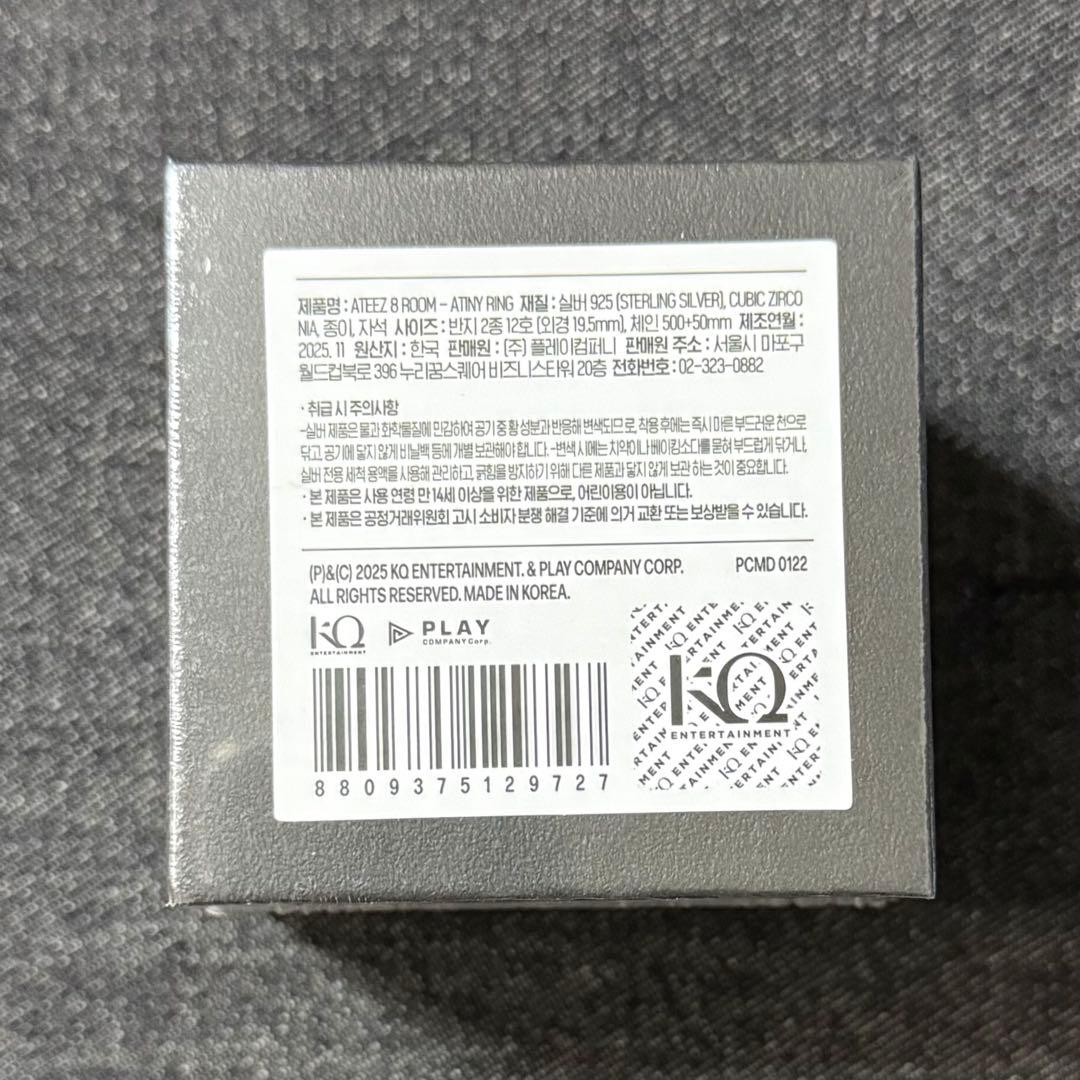 제품명 : ATEEZ 8 ROOM – ATINY RING 재질 : 실버 925 (STERLING SILVER), CUBIC ZIRCO
NIA, 종이, 자석 사이즈 : 반지 2종 12호 (외경 19.5mm), 체인 500+50mm 제조연월 :
2025. 11 원산지 : 한국 판매원 : (주) 플레이컴퍼니 판매원 주소 : 서울시 마포구
월드컵북로 396 누리꿈스퀘어 비즈니스타워 20층 전화번호 : 02-323-0882
· 취급 시 주의사항
-실버 제품은 물과 화학물질에 민감하여 공기 중 황 성분과 반응해 변색되므로, 착용 후에는 즉시 마른 부드러운 천으로
닦고, 공기에 닿지 않게 비닐백 등에 개별 보관해야 합니다. -변색 시에는 치약이나 베이킹소다를 묻혀 부드럽게 닦거나,
실버 전용 세척 용액을 사용해 관리하고, 긁힘을 방지하기 위해 다른 제품과 닿지 않게 보관 하는 것이 중요합니다.
· 본 제품은 사용 연령 만 14세 이상을 위한 제품으로, 어린이용이 아닙니다.
· 본 제품은 공정거래위원회 고시 소비자 분쟁 해결 기준에 의거 교환 또는 보상받을 수 있습니다.
(P)&(C) 2025 KQ ENTERTAINMENT. & PLAY COMPANY CORP. PCMD 0122
ALL RIGHTS RESERVED. MADE IN KOREA.
KQ ENTERTAINMENT PLAY COMPANY Corp.
KQ
ENTERTAINMENT
8809375129727